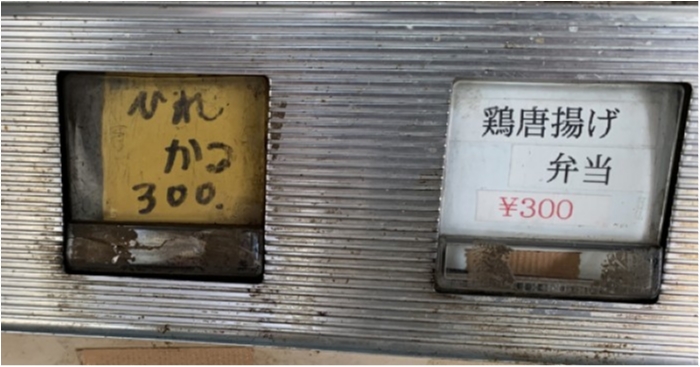 ひれ
かつ
300.
鶏唐揚げ
弁当
¥300